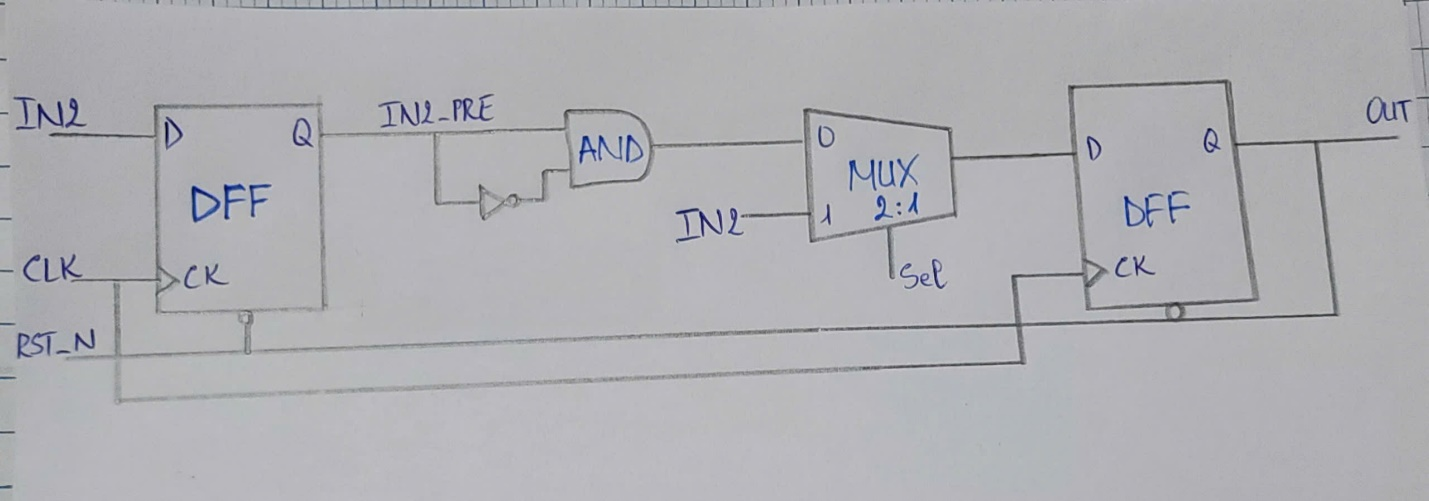 IN2
D
Q
DFF
CLK
CK
RST_N
IN2_PRE
AND
0
MUX
2:1
1
IN2
Sel
D
Q
DFF
CK
OUT